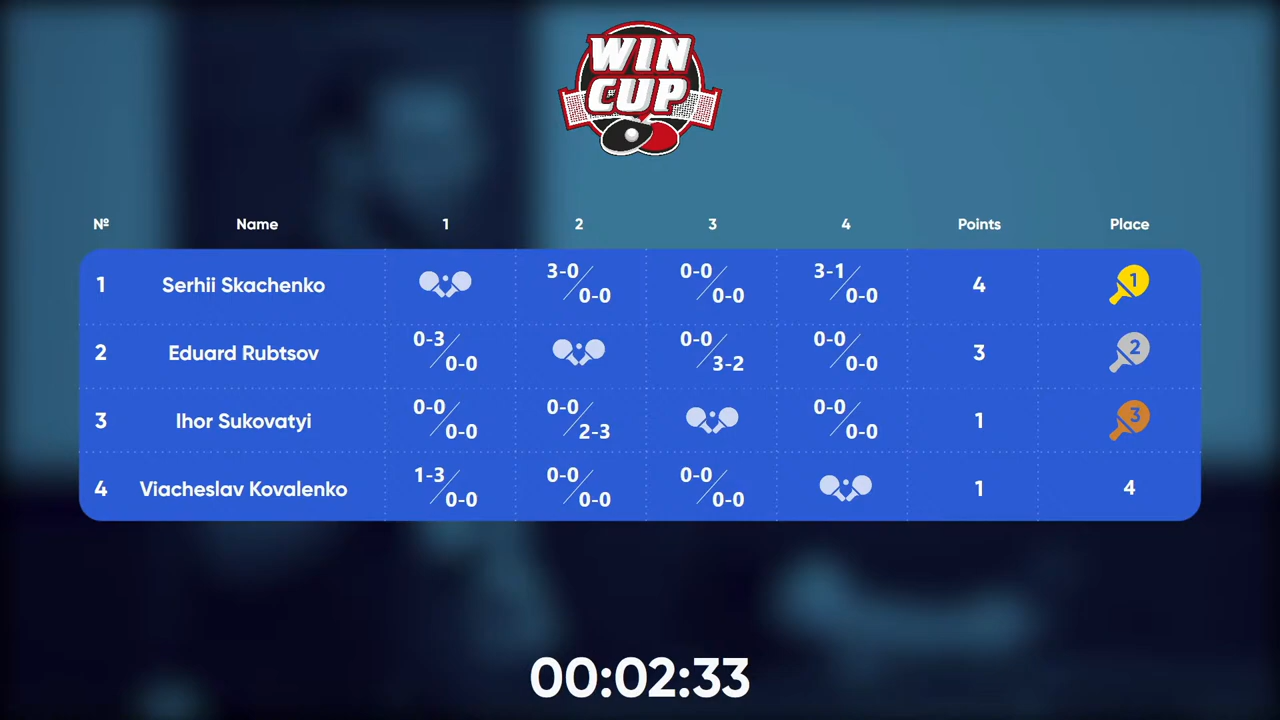 WIN
CUP
№ Name 1 2 3 4 Points Place
1 Serhii Skachenko 3-0/0-0 0-0/0-0 3-1/0-0 4 1
2 Eduard Rubtsov 0-3/0-0 0-0/3-2 0-0/0-0 3 2
3 Ihor Sukovatyi 0-0/0-0 0-0/2-3 0-0/0-0 1 3
4 Viacheslav Kovalenko 1-3/0-0 0-0/0-0 0-0/0-0 1 4
00:02:33